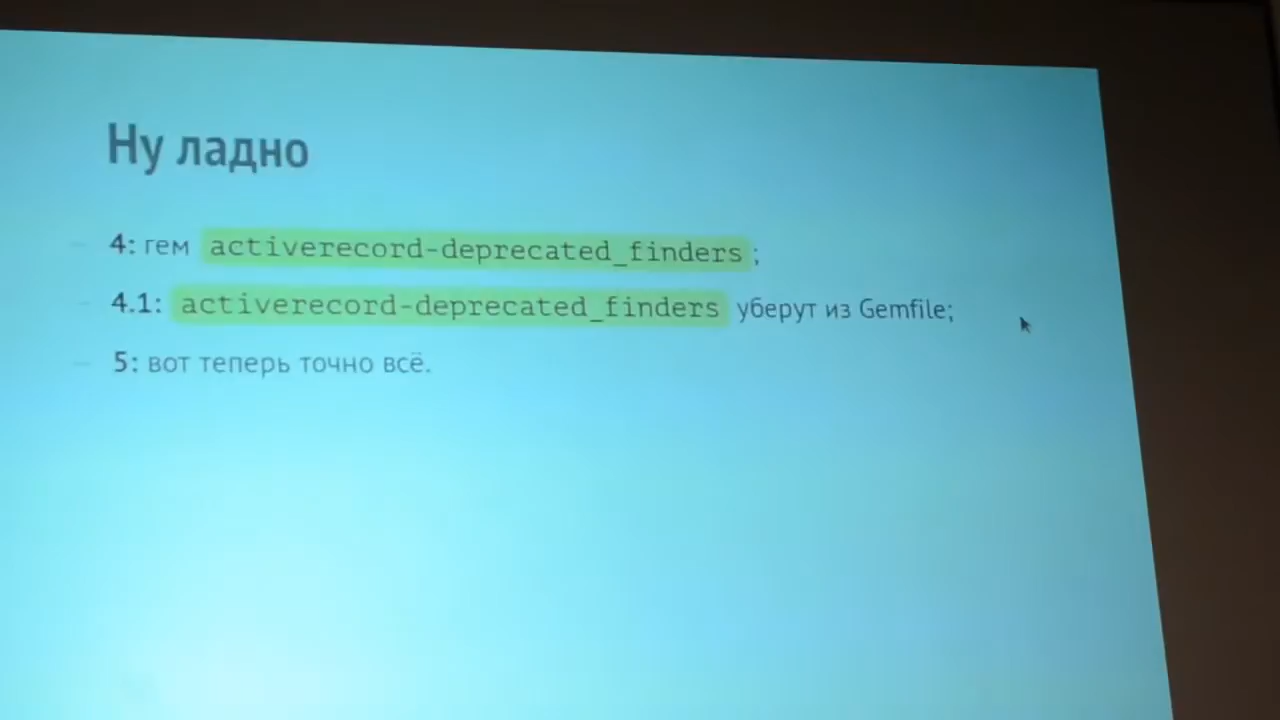 Ну ладно
4: гем activerecord-deprecated_finders;
4.1: activerecord-deprecated_finders уберут из Gemfile;
5: вот теперь точно всё.